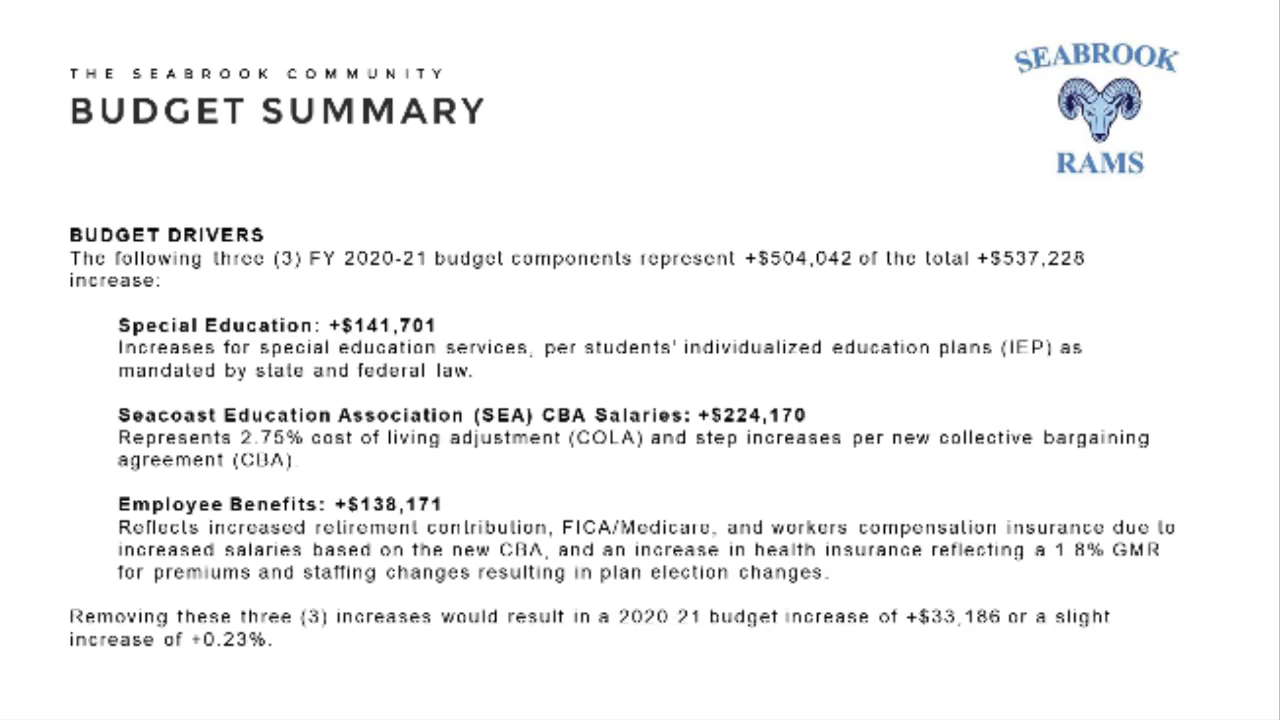 THE SEABROOK COMMUNITY
BUDGET SUMMARY
SEABROOK
RAMS
BUDGET DRIVERS
The following three (3) FY 2020-21 budget components represent +$504,042 of the total +$537,228
increase:
Special Education: +$141,701
Increases for special education services, per students' individualized education plans (IEP) as
mandated by state and federal law.
Seacoast Education Association (SEA) CBA Salaries: +$224,170
Represents 2.75% cost of living adjustment (COLA) and step increases per new collective bargaining
agreement (CBA).
Employee Benefits: +$138,171
Reflects increased retirement contribution, FICA/Medicare, and workers compensation insurance due to
increased salaries based on the new CBA, and an increase in health insurance reflecting a 1.8% GMR
for premiums and staffing changes resulting in plan election changes.
Removing these three (3) increases would result in a 2020-21 budget increase of +$33,186 or a slight
increase of +0.23%.